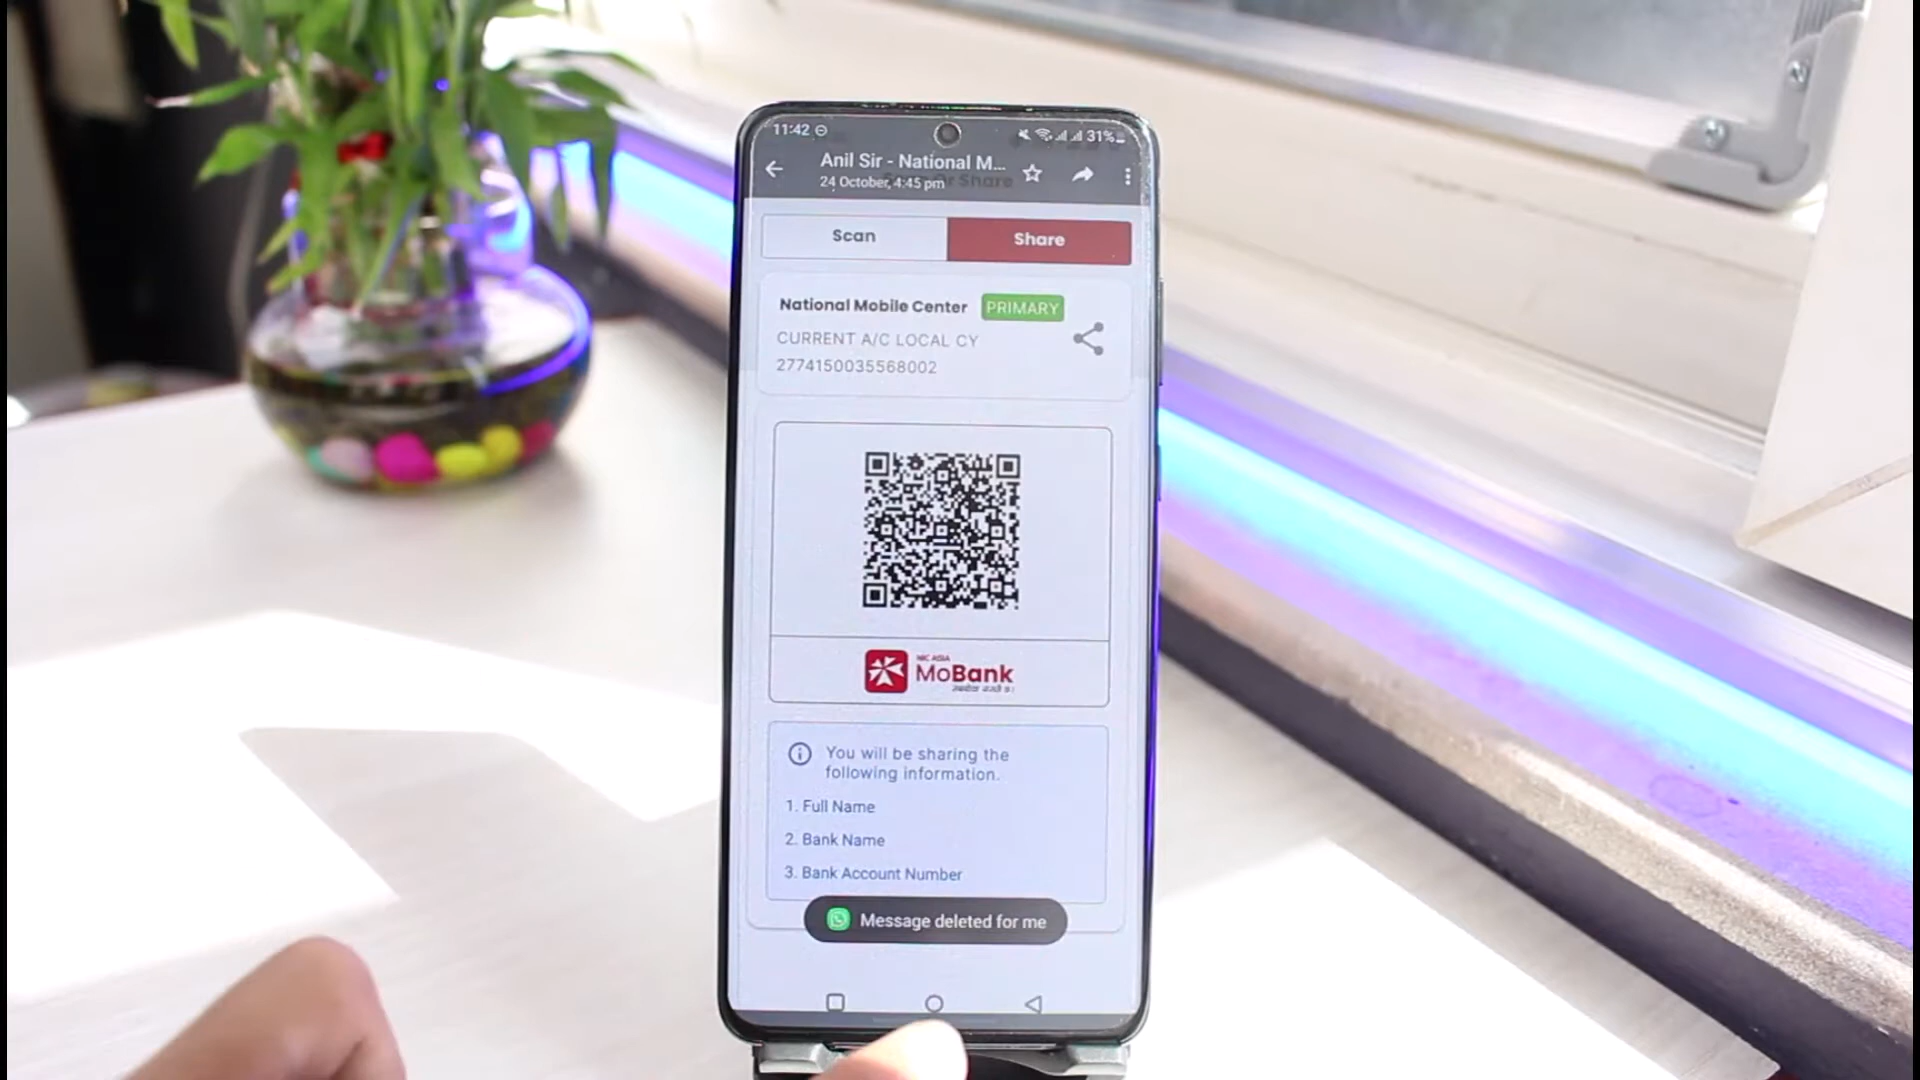 11:42
31%
Anil Sir - National M...
24 October, 4:45 pm
Scan
Share
National Mobile Center
PRIMARY
CURRENT A/C LOCAL CY
2774150035568002
NIC ASIA
MoBank
You will be sharing the
following information.
1. Full Name
2. Bank Name
3. Bank Account Number
Message deleted for me